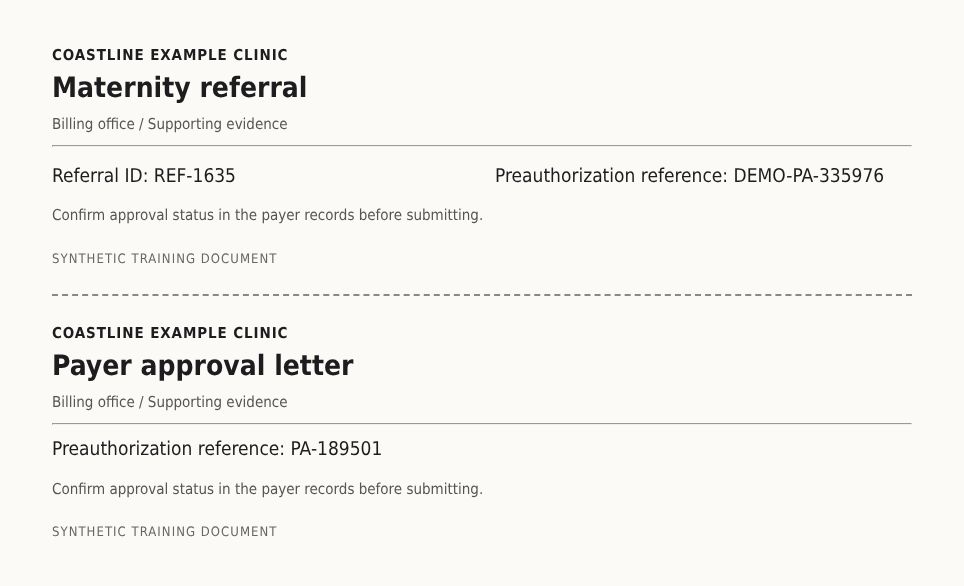 COASTLINE EXAMPLE CLINIC
Maternity referral
Billing office / Supporting evidence
Referral ID: REF-1635 Preauthorization reference: DEMO-PA-335976
Confirm approval status in the payer records before submitting.
SYNTHETIC TRAINING DOCUMENT
COASTLINE EXAMPLE CLINIC
Payer approval letter
Billing office / Supporting evidence
Preauthorization reference: PA-189501
Confirm approval status in the payer records before submitting.
SYNTHETIC TRAINING DOCUMENT